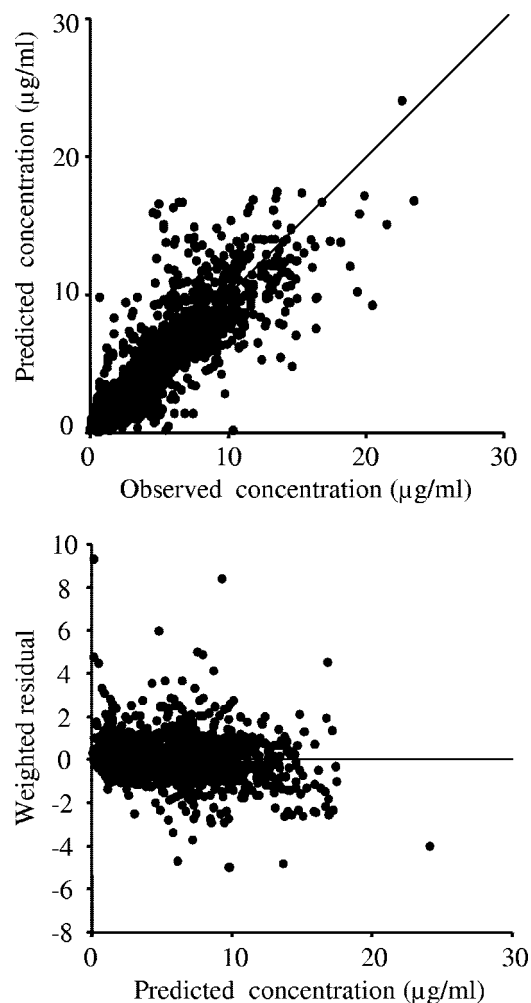 30
20
10
0
Predicted concentration (µg/ml)
0 10 20 30
Observed concentration (µg/ml)
10
8
6
4
2
0
-2
-4
-6
-8
Weighted residual
0 10 20 30
Predicted concentration (µg/ml)